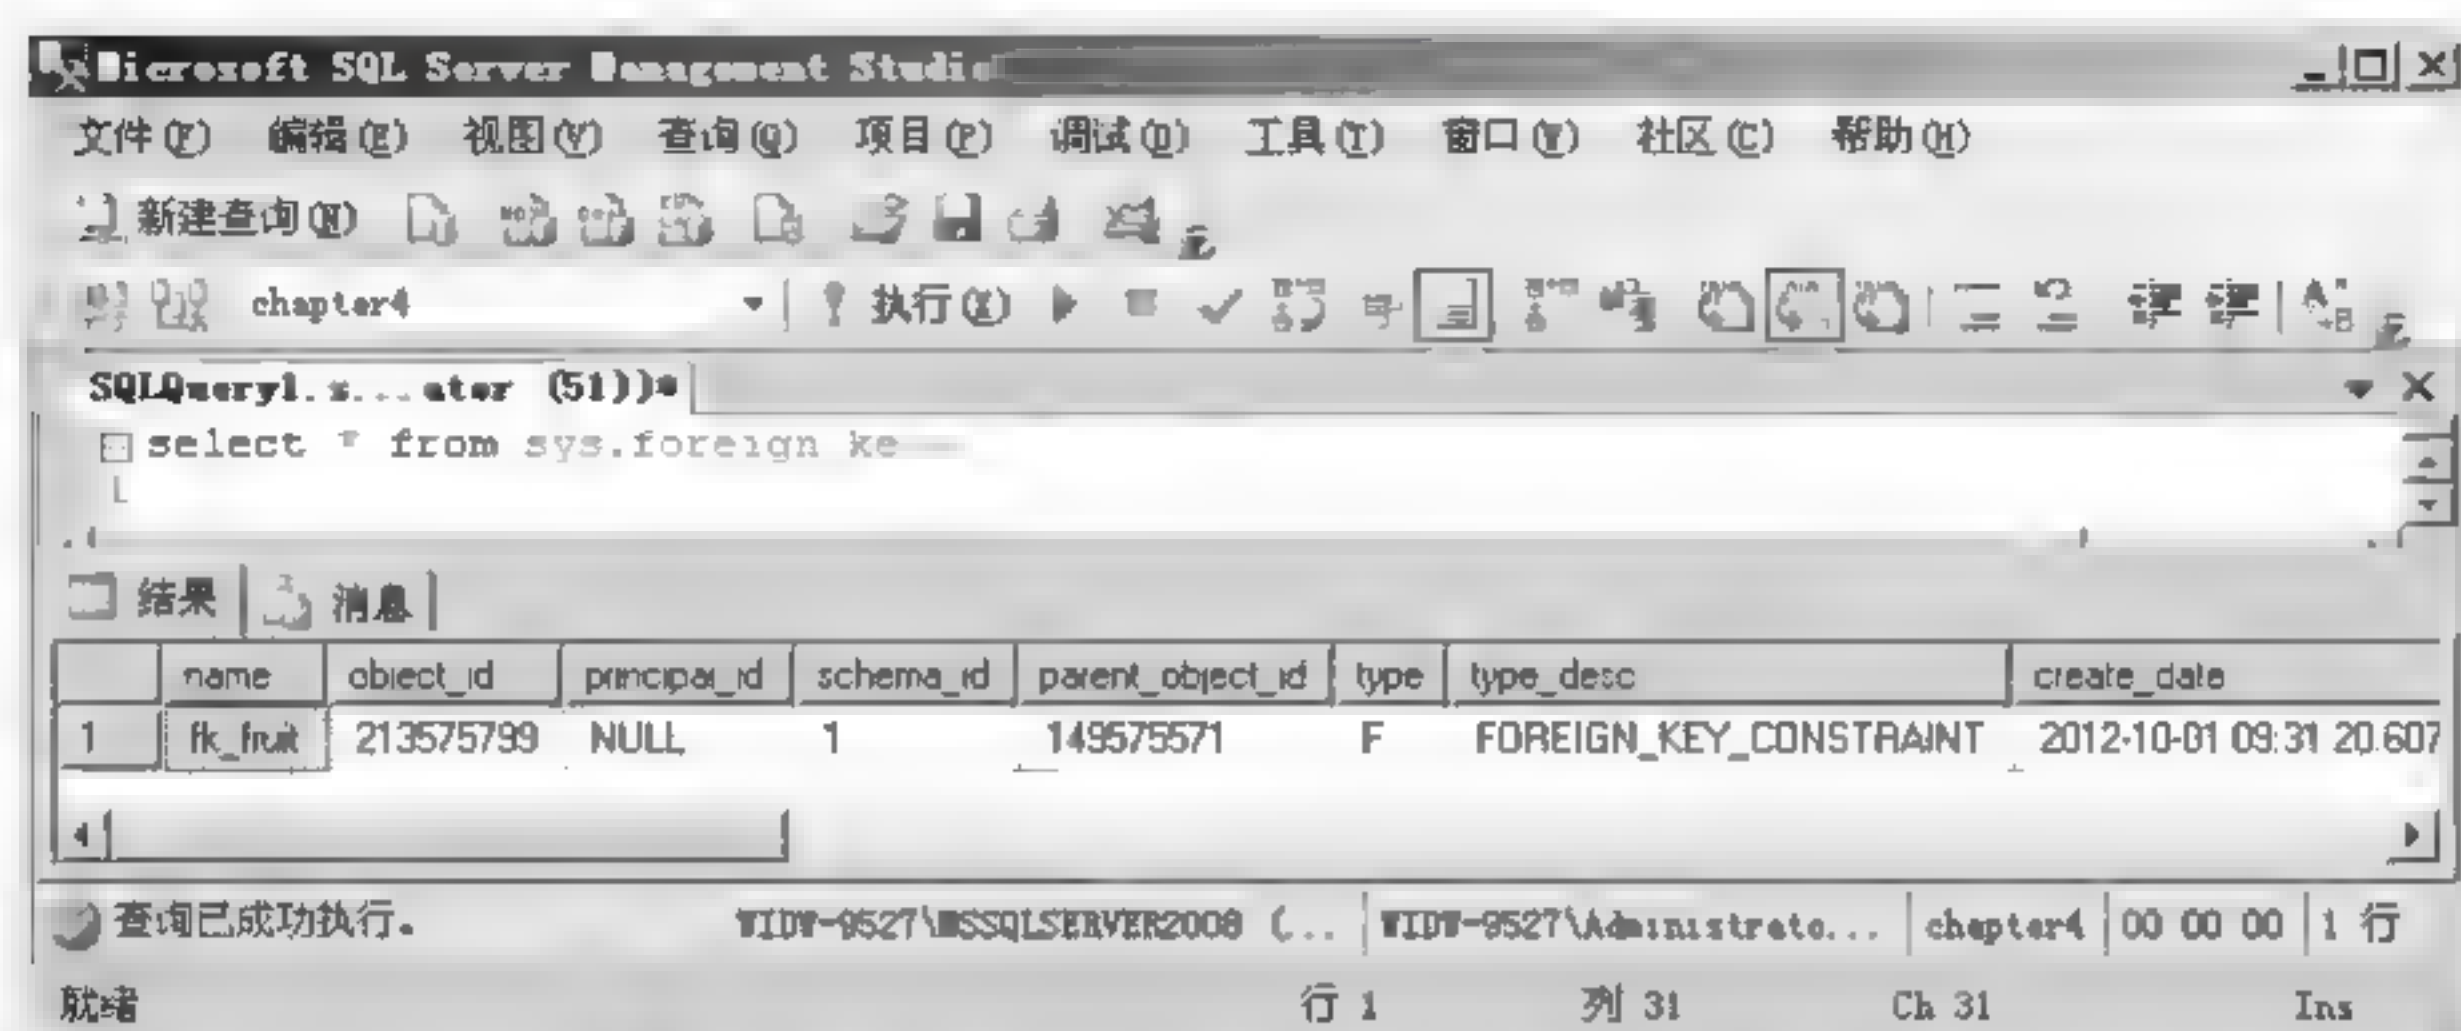 Microsoft SQL Server Management Studio
文件(F) 编辑(E) 视图(V) 查询(Q) 项目(P) 调试(D) 工具(T) 窗口(W) 社区(C) 帮助(H)
新建查询(N)
chapter4 执行(X)
SQLQuery1.s...ator (51))*
select * from sys.foreign ke
结果 消息
name object_id principal_id schema_id parent_object_id type type_desc create_date
1 fk_fruit 213575799 NULL 1 149575571 F FOREIGN_KEY_CONSTRAINT 2012-10-01 09:31 20.607
查询已成功执行。 WIDW-9527\MSSQLSERVER2008 (... WIDW-9527\Administrato... chapter4 00 00 00 1 行
就绪 行 1 列 31 Ch 31 Ins